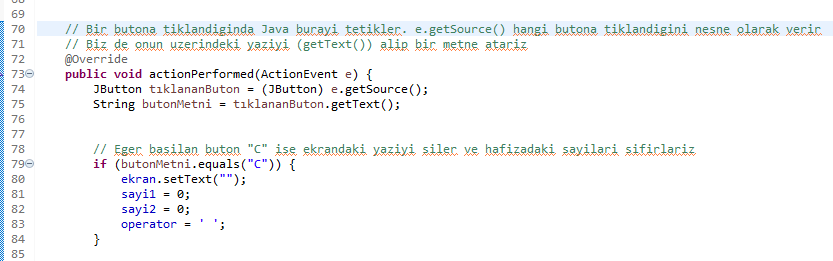 69
70 // Bir butona tiklandiginda Java burayi tetikler. e.getSource() hangi butona tiklandigini nesne olarak verir
71 // Biz de onun uzerindeki yaziyi (getText()) alip bir metne atariz
72 @Override
73 public void actionPerformed(ActionEvent e) {
74 JButton tıklananButon = (JButton) e.getSource();
75 String butonMetni = tıklananButon.getText();
76
77
78 // Eger basilan buton "C" ise ekrandaki yaziyi siler ve hafizadaki sayilari sifirlariz
79 if (butonMetni.equals("C")) {
80 ekran.setText("");
81 sayi1 = 0;
82 sayi2 = 0;
83 operator = ' ';
84 }
85